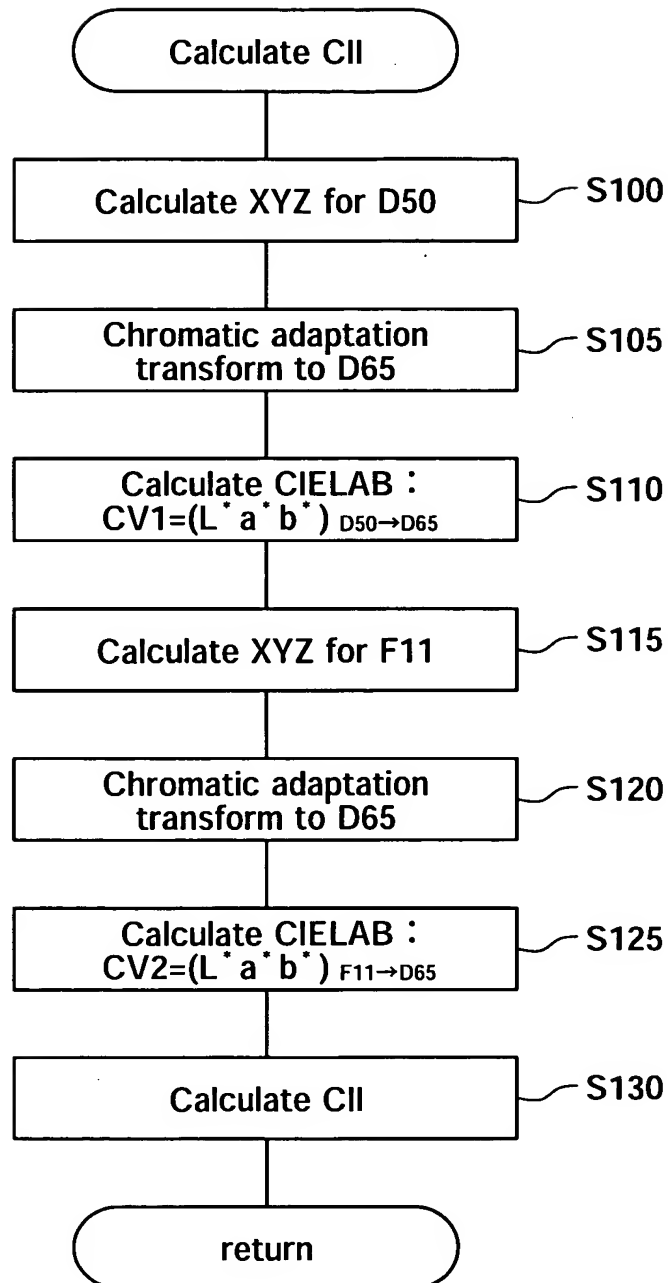 Calculate CII
Calculate XYZ for D50
S100
Chromatic adaptation
transform to D65
S105
Calculate CIELAB :
CV1=(L* a* b*) D50→D65
S110
Calculate XYZ for F11
S115
Chromatic adaptation
transform to D65
S120
Calculate CIELAB :
CV2=(L* a* b*) F11→D65
S125
Calculate CII
S130
return